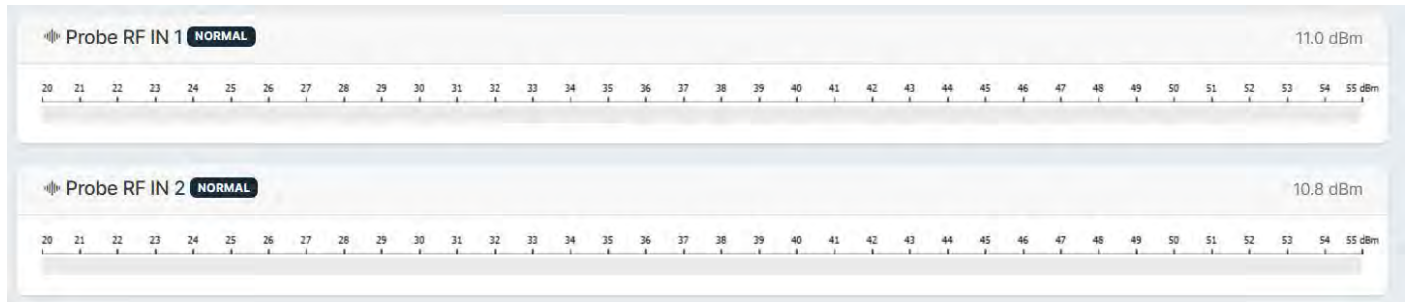 Probe RF IN 1 NORMAL 11.0 dBm
20 21 22 23 24 25 26 27 28 29 30 31 32 33 34 35 36 37 38 39 40 41 42 43 44 45 46 47 48 49 50 51 52 53 54 55 dBm
Probe RF IN 2 NORMAL 10.8 dBm
20 21 22 23 24 25 26 27 28 29 30 31 32 33 34 35 36 37 38 39 40 41 42 43 44 45 46 47 48 49 50 51 52 53 54 55 dBm